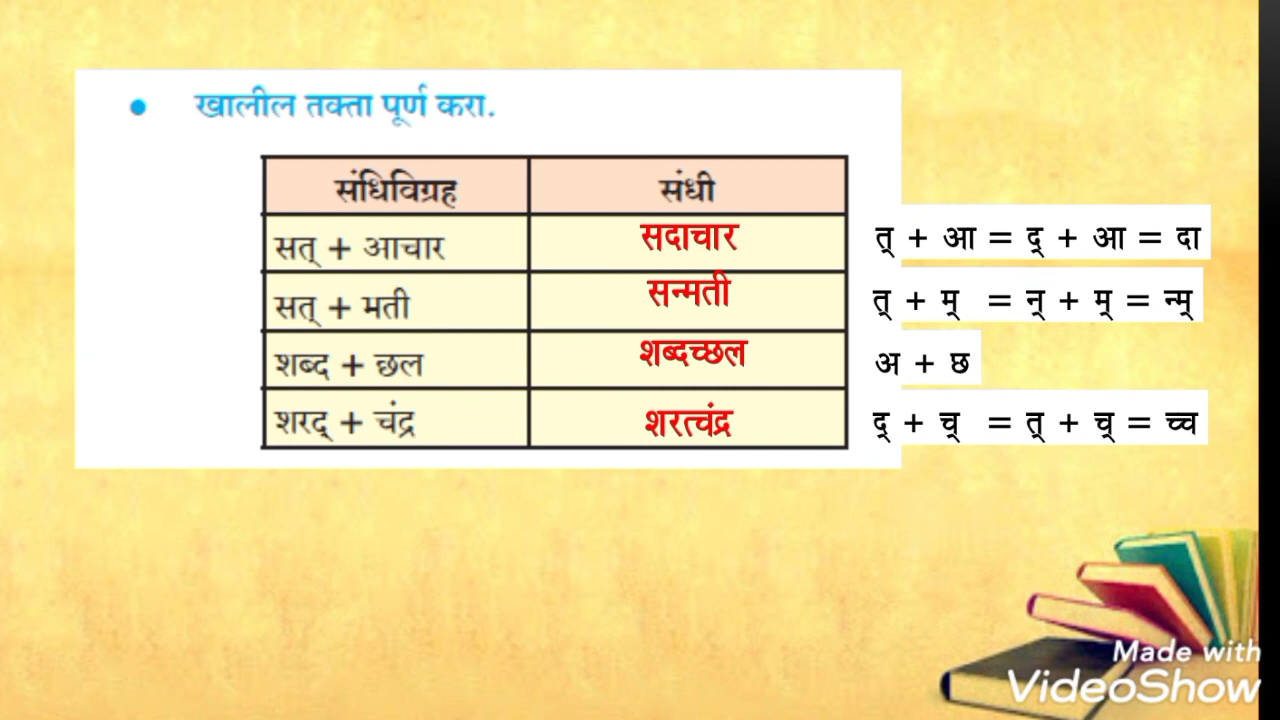 • खालील तक्ता पूर्ण करा.
संधिविग्रह संधी
सत् + आचार सदाचार त् + आ = द् + आ = दा
सत् + मती सन्मती त् + म् = न् + म् = न्म्
शब्द + छल शब्दच्छल अ + छ
शरद् + चंद्र शरत्चंद्र द् + च् = त् + च् = च्च
Made with
VideoShow